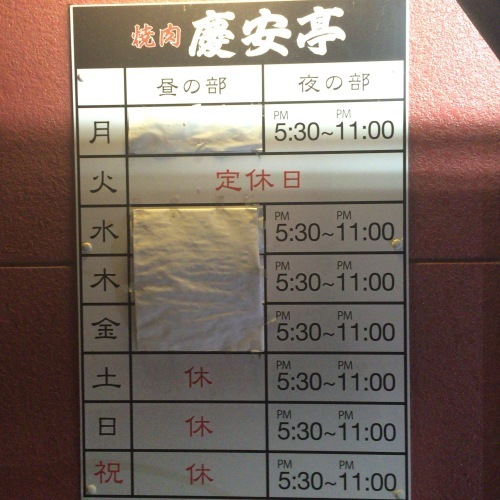 焼肉 慶安亭
昼の部 夜の部
月 PM 5:30~PM 11:00
火 定休日
水 PM 5:30~PM 11:00
木 PM 5:30~PM 11:00
金 PM 5:30~PM 11:00
土 休 PM 5:30~PM 11:00
日 休 PM 5:30~PM 11:00
祝 休 PM 5:30~PM 11:00